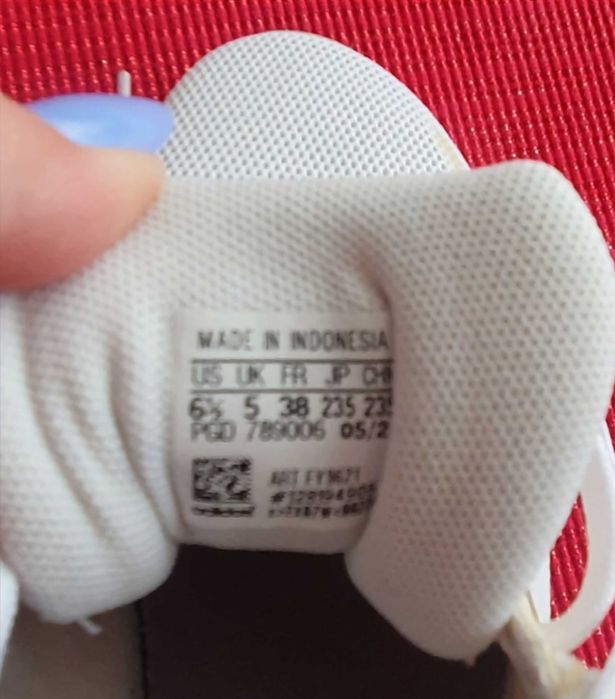 MADE IN INDONESIA
US UK FR JP CHN
6½ 5 38 235 235
PGD 789006 05/2
ART FY9671